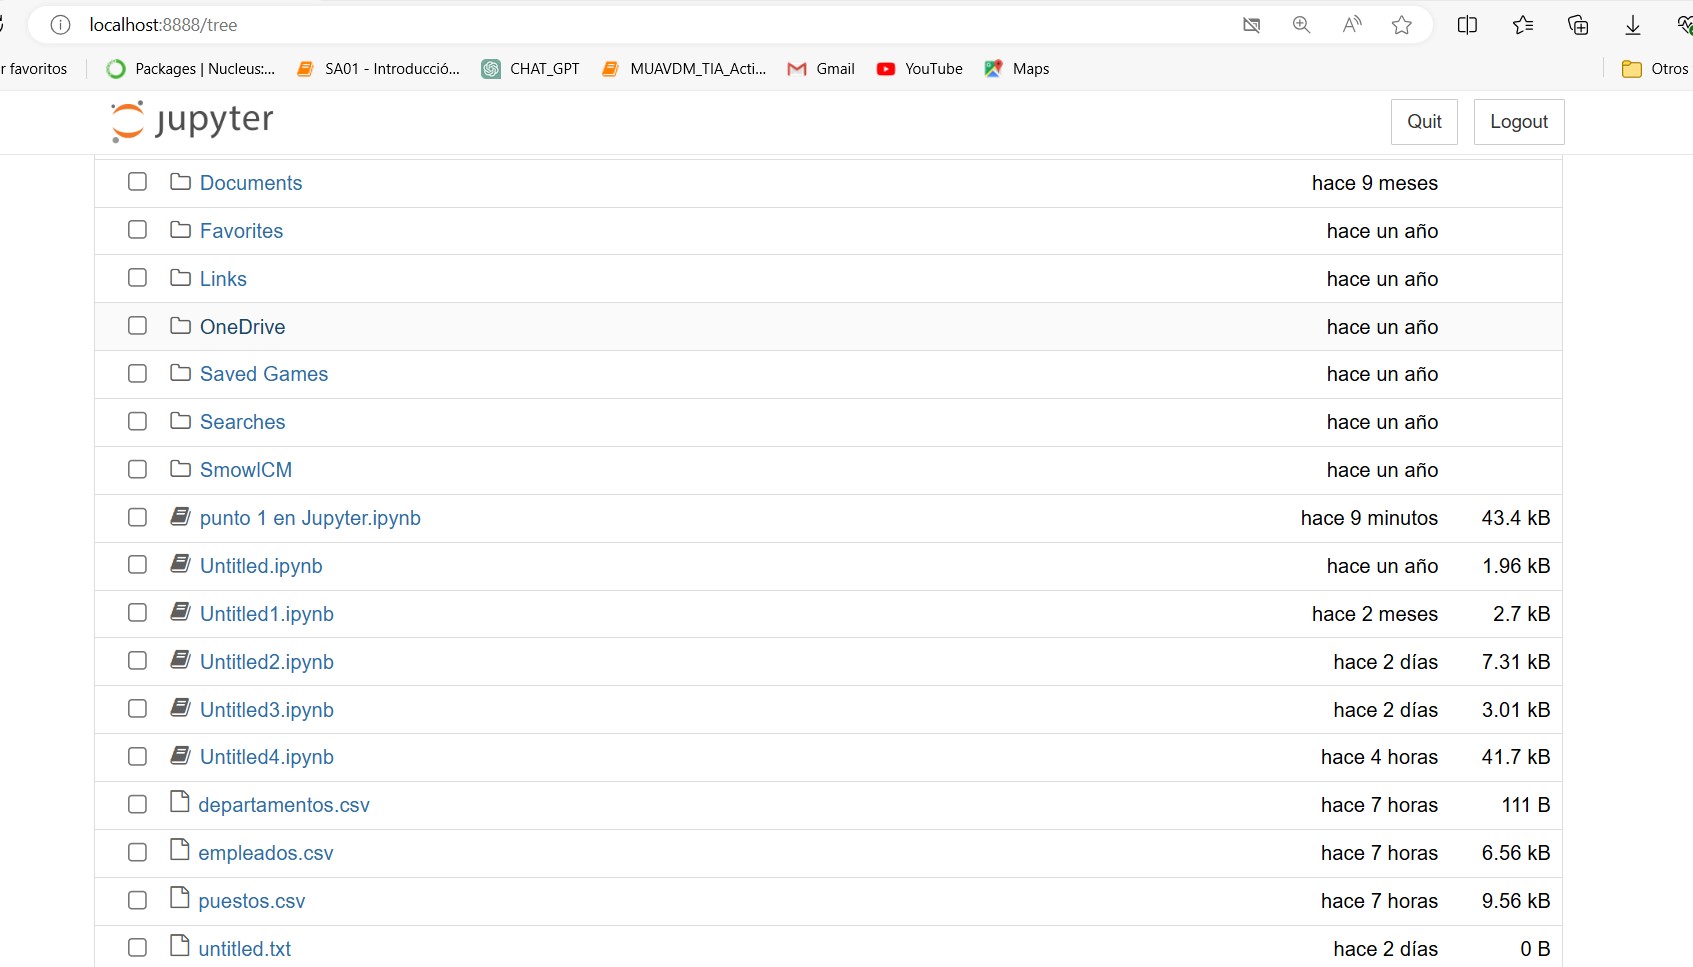 localhost:8888/tree
r favoritos
Packages | Nucleus:...
SA01 - Introducció...
CHAT_GPT
MUAVDM_TIA_Acti...
Gmail
YouTube
Maps
Otros
jupyter
Quit
Logout
Documents hace 9 meses
Favorites hace un año
Links hace un año
OneDrive hace un año
Saved Games hace un año
Searches hace un año
SmowlCM hace un año
punto 1 en Jupyter.ipynb hace 9 minutos 43.4 kB
Untitled.ipynb hace un año 1.96 kB
Untitled1.ipynb hace 2 meses 2.7 kB
Untitled2.ipynb hace 2 días 7.31 kB
Untitled3.ipynb hace 2 días 3.01 kB
Untitled4.ipynb hace 4 horas 41.7 kB
departamentos.csv hace 7 horas 111 B
empleados.csv hace 7 horas 6.56 kB
puestos.csv hace 7 horas 9.56 kB
untitled.txt hace 2 días 0 B